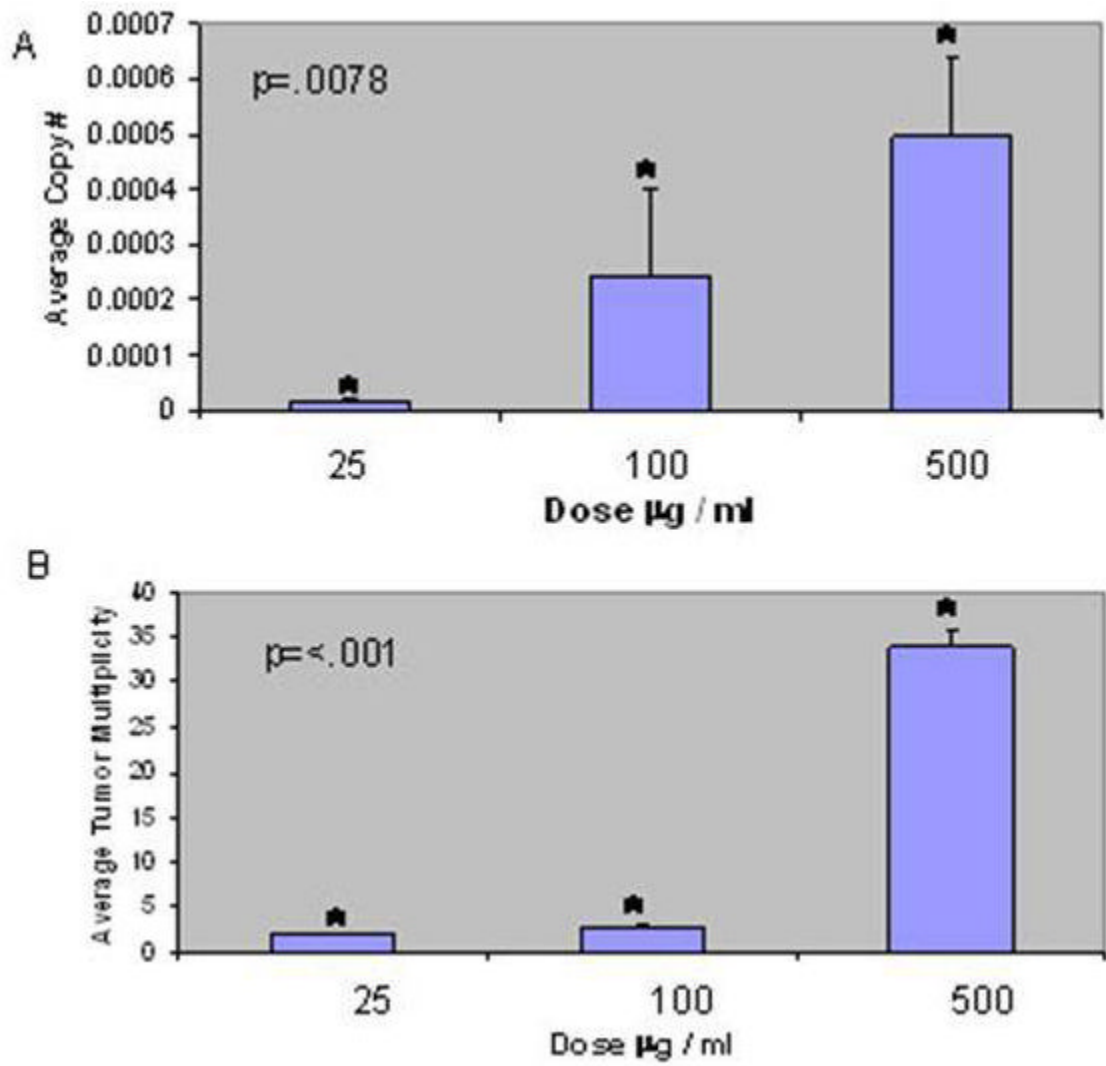 A
Average Copy#
0.0007
0.0006
0.0005
0.0004
0.0003
0.0002
0.0001
0
p=.0078
*
*
*
25 100 500
Dose µg / ml
B
Average Tumor Multiplicity
40
35
30
25
20
15
10
5
0
p=<.001
*
*
*
25 100 500
Dose µg / ml